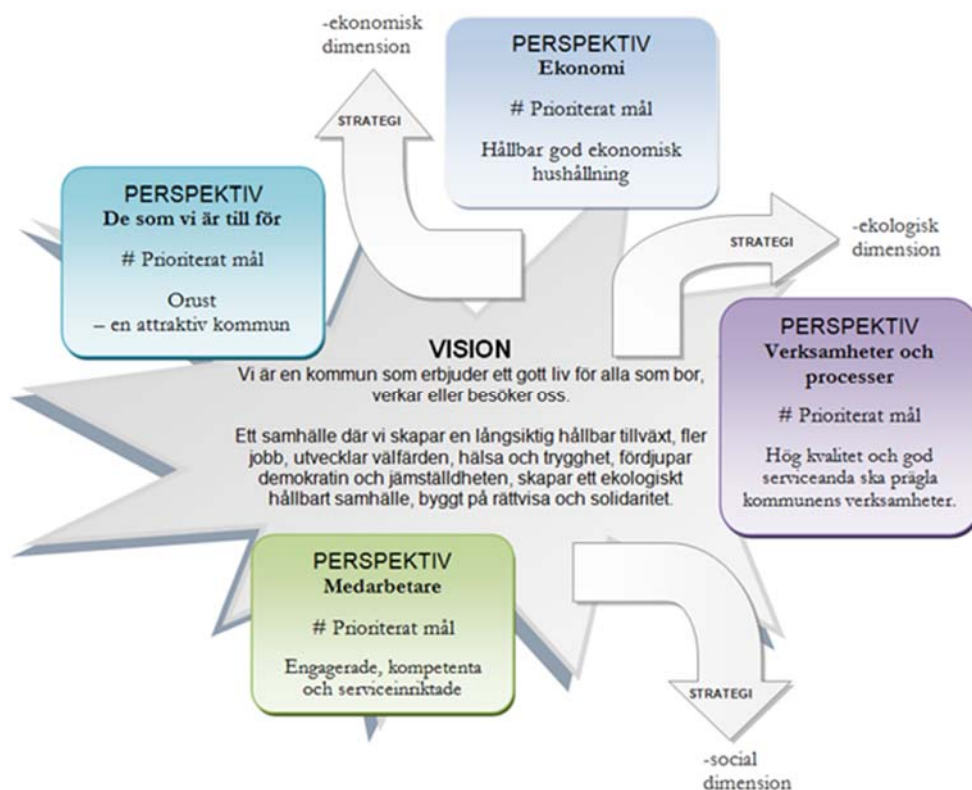 -ekonomisk
dimension
STRATEGI
PERSPEKTIV
Ekonomi
# Prioriterat mål
Hållbar god ekonomisk
hushållning
PERSPEKTIV
De som vi är till för
# Prioriterat mål
Orust
– en attraktiv kommun
STRATEGI
-ekologisk
dimension
VISION
Vi är en kommun som erbjuder ett gott liv för alla som bor,
verkar eller besöker oss.
Ett samhälle där vi skapar en långsiktig hållbar tillväxt, fler
jobb, utvecklar välfärden, hälsa och trygghet, fördjupar
demokratin och jämställdheten, skapar ett ekologiskt
hållbart samhälle, byggt på rättvisa och solidaritet.
PERSPEKTIV
Verksamheter och
processer
# Prioriterat mål
Hög kvalitet och god
serviceanda ska prägla
kommunens verksamheter.
PERSPEKTIV
Medarbetare
# Prioriterat mål
Engagerade, kompetenta
och serviceinriktade
STRATEGI
-social
dimension